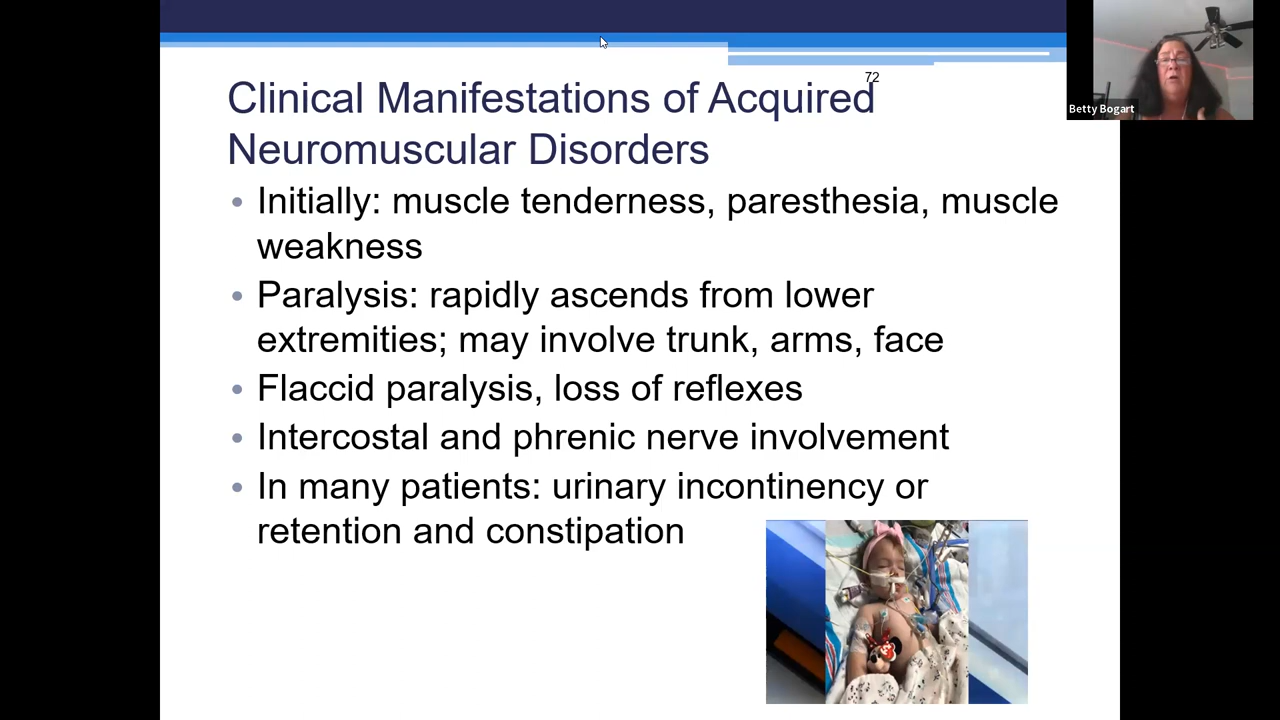 72
Clinical Manifestations of Acquired
Neuromuscular Disorders
• Initially: muscle tenderness, paresthesia, muscle
weakness
• Paralysis: rapidly ascends from lower
extremities; may involve trunk, arms, face
• Flaccid paralysis, loss of reflexes
• Intercostal and phrenic nerve involvement
• In many patients: urinary incontinency or
retention and constipation
Betty Bogart